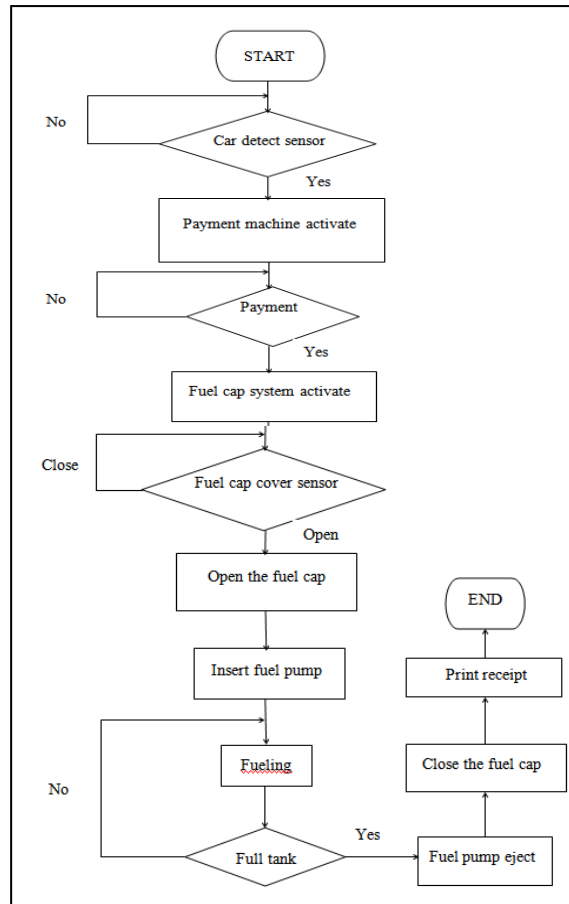 START
No
Car detect sensor
Yes
Payment machine activate
No
Payment
Yes
Fuel cap system activate
Close
Fuel cap cover sensor
Open
Open the fuel cap
Insert fuel pump
Fueling
No
Full tank
Yes
Fuel pump eject
Close the fuel cap
Print receipt
END